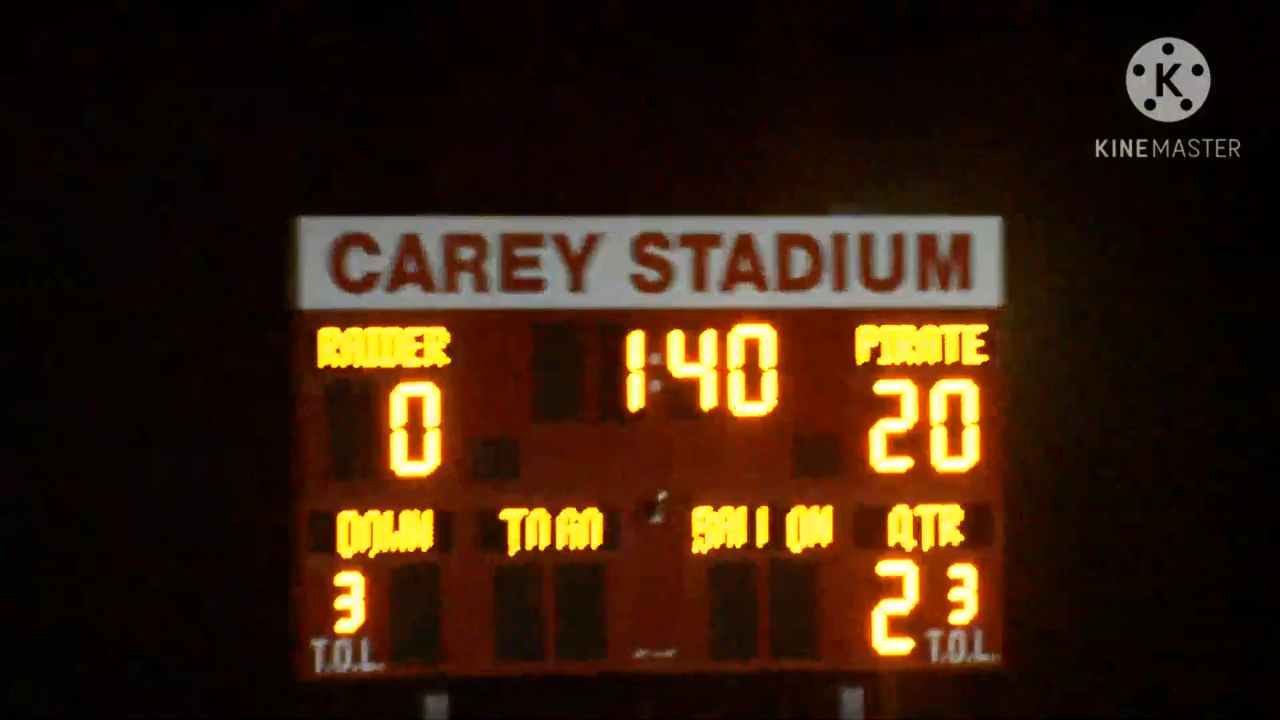 K
KINEMASTER
CAREY STADIUM
RAIDER 1:40 PIRATE
0 20
DOWN TO GO BALL ON QTR
3 2 3
T.O.L. T.O.L.